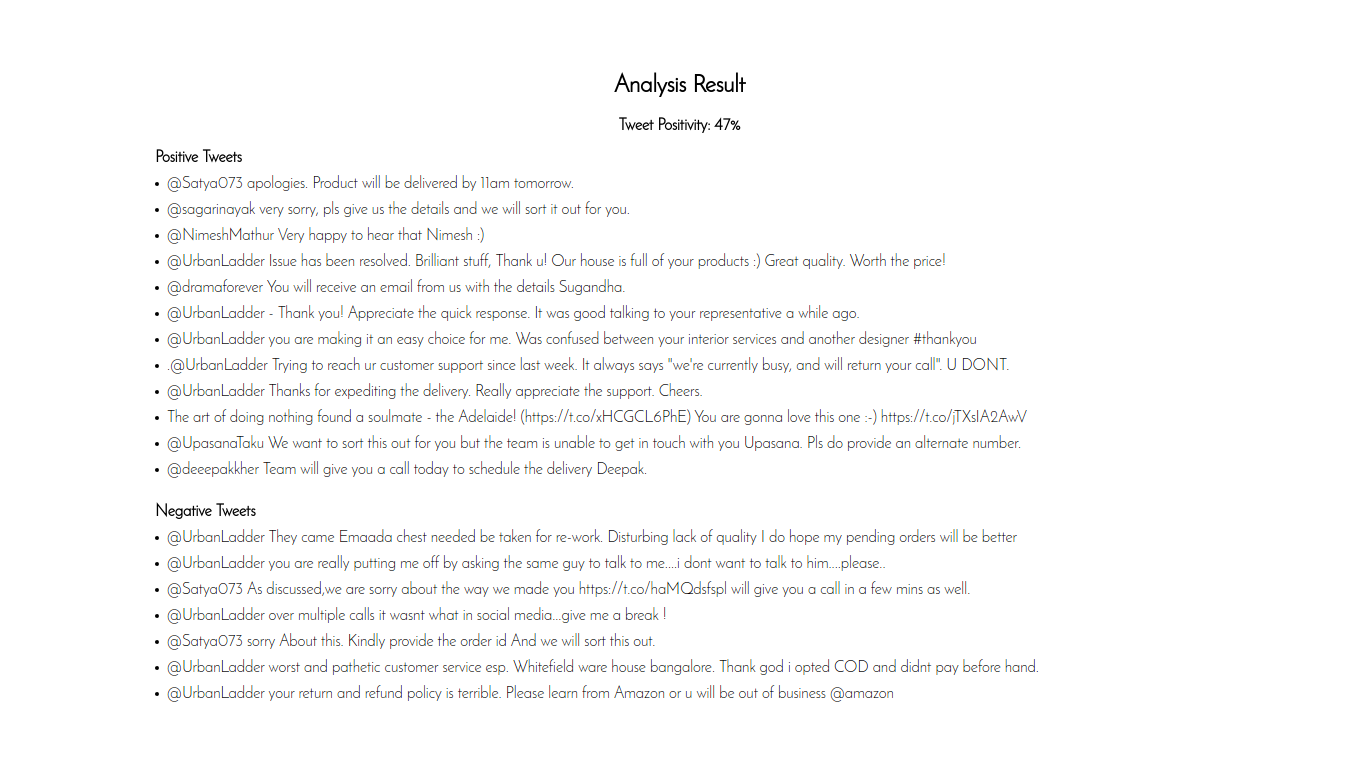 Analysis Result
Tweet Positivity: 47%
Positive Tweets
• @Satya073 apologies. Product will be delivered by 11am tomorrow.
• @sagarinayak very sorry, pls give us the details and we will sort it out for you.
• @NimeshMathur Very happy to hear that Nimesh :)
• @UrbanLadder Issue has been resolved. Brilliant stuff, Thank u! Our house is full of your products :) Great quality. Worth the price!
• @dramaforever You will receive an email from us with the details Sugandha.
• @UrbanLadder - Thank you! Appreciate the quick response. It was good talking to your representative a while ago.
• @UrbanLadder you are making it an easy choice for me. Was confused between your interior services and another designer #thankyou
• .@UrbanLadder Trying to reach ur customer support since last week. It always says "we're currently busy, and will return your call". U DONT.
• @UrbanLadder Thanks for expediting the delivery. Really appreciate the support. Cheers.
• The art of doing nothing found a soulmate - the Adelaide! (https://t.co/xHCGCL6PhE) You are gonna love this one :-) https://t.co/jTXsIA2AwV
• @UpasanaTaku We want to sort this out for you but the team is unable to get in touch with you Upasana. Pls do provide an alternate number.
• @deeepakkher Team will give you a call today to schedule the delivery Deepak.
Negative Tweets
• @UrbanLadder They came Emaada chest needed be taken for re-work. Disturbing lack of quality I do hope my pending orders will be better
• @UrbanLadder you are really putting me off by asking the same guy to talk to me....i dont want to talk to him....please..
• @Satya073 As discussed,we are sorry about the way we made you https://t.co/haMQdsfspl will give you a call in a few mins as well.
• @UrbanLadder over multiple calls it wasnt what in social media...give me a break !
• @Satya073 sorry About this. Kindly provide the order id And we will sort this out.
• @UrbanLadder worst and pathetic customer service esp. Whitefield ware house bangalore. Thank god i opted COD and didnt pay before hand.
• @UrbanLadder your return and refund policy is terrible. Please learn from Amazon or u will be out of business @amazon